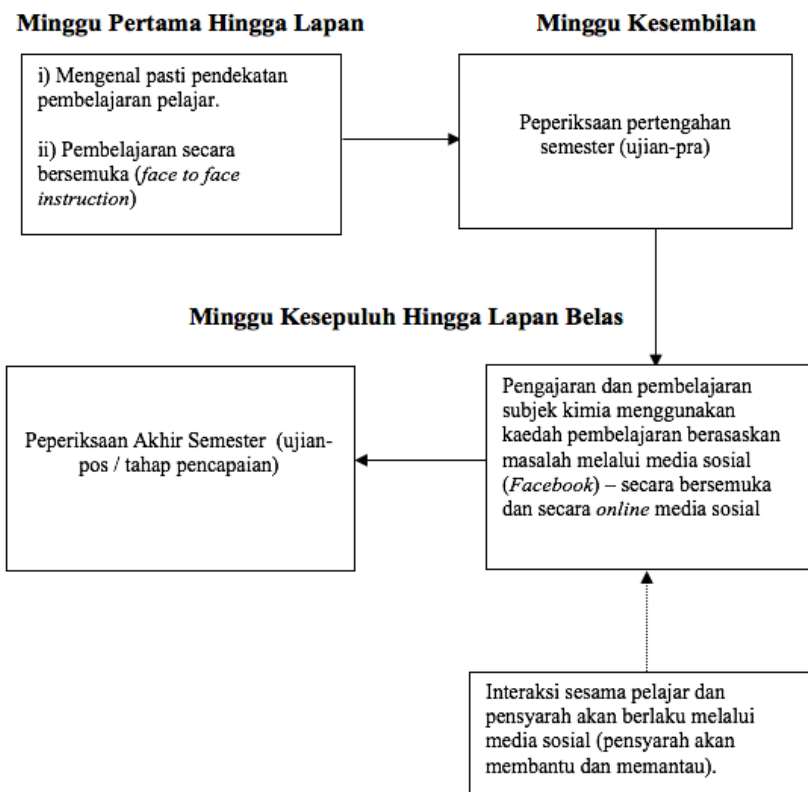 Minggu Pertama Hingga Lapan
i) Mengenal pasti pendekatan
pembelajaran pelajar.
ii) Pembelajaran secara
bersemuka (face to face
instruction)
Minggu Kesembilan
Peperiksaan pertengahan
semester (ujian-pra)
Minggu Kesepuluh Hingga Lapan Belas
Pengajaran dan pembelajaran
subjek kimia menggunakan
kaedah pembelajaran berasaskan
masalah melalui media sosial
(Facebook) – secara bersemuka
dan secara online media sosial
Peperiksaan Akhir Semester (ujian-
pos / tahap pencapaian)
Interaksi sesama pelajar dan
pensyarah akan berlaku melalui
media sosial (pensyarah akan
membantu dan memantau).